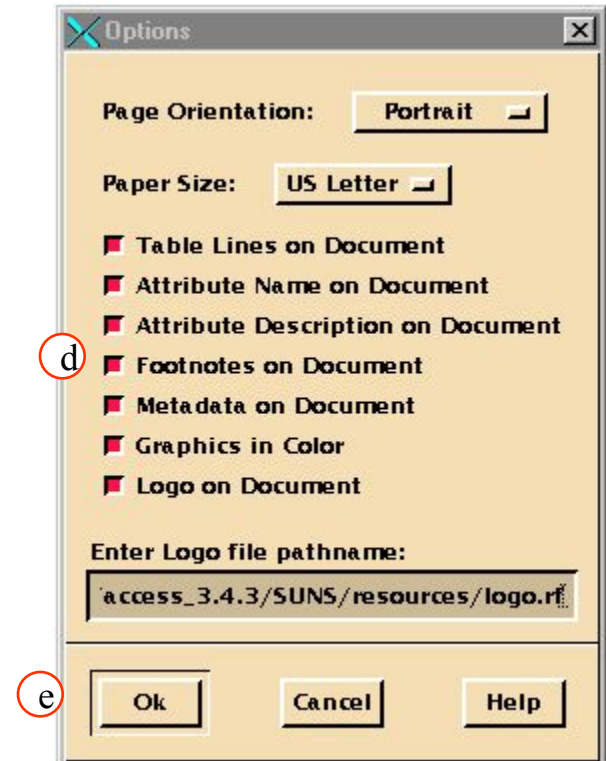 Options
Page Orientation: Portrait
Paper Size: US Letter
Table Lines on Document
Attribute Name on Document
Attribute Description on Document
d
Footnotes on Document
Metadata on Document
Graphics in Color
Logo on Document
Enter Logo file pathname:
access_3.4.3/SUNS/resources/logo.rf
e
Ok Cancel Help